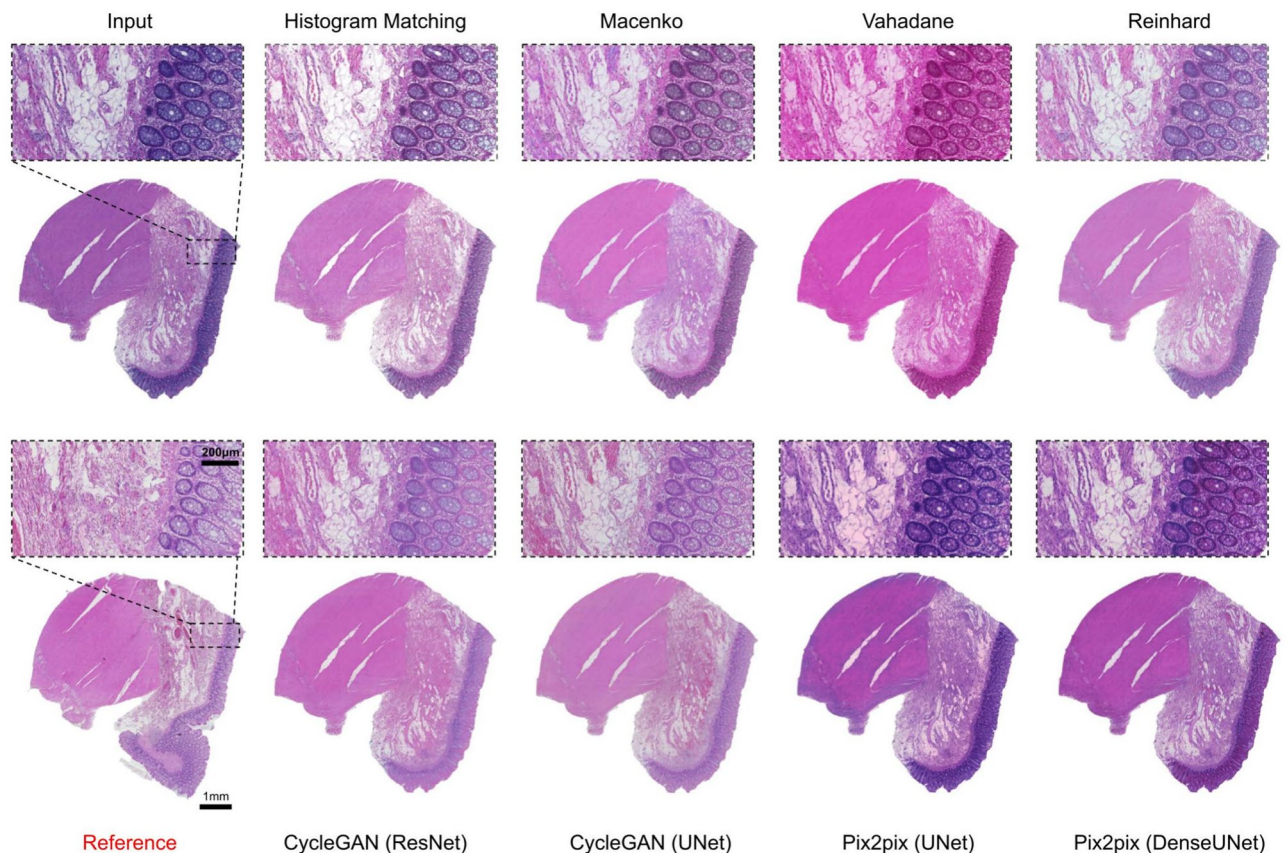 Input
Histogram Matching
Macenko
Vahadane
Reinhard
200µm
1mm
Reference
CycleGAN (ResNet)
CycleGAN (UNet)
Pix2pix (UNet)
Pix2pix (DenseUNet)